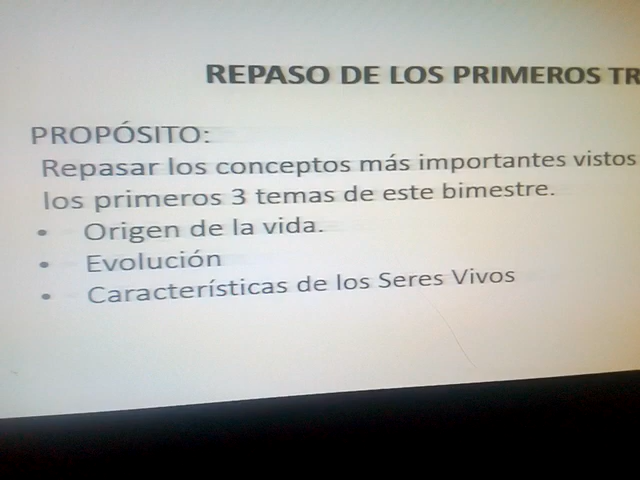 REPASO DE LOS PRIMEROS TR
PROPÓSITO:
Repasar los conceptos más importantes vistos
los primeros 3 temas de este bimestre.
• Origen de la vida.
• Evolución
• Características de los Seres Vivos